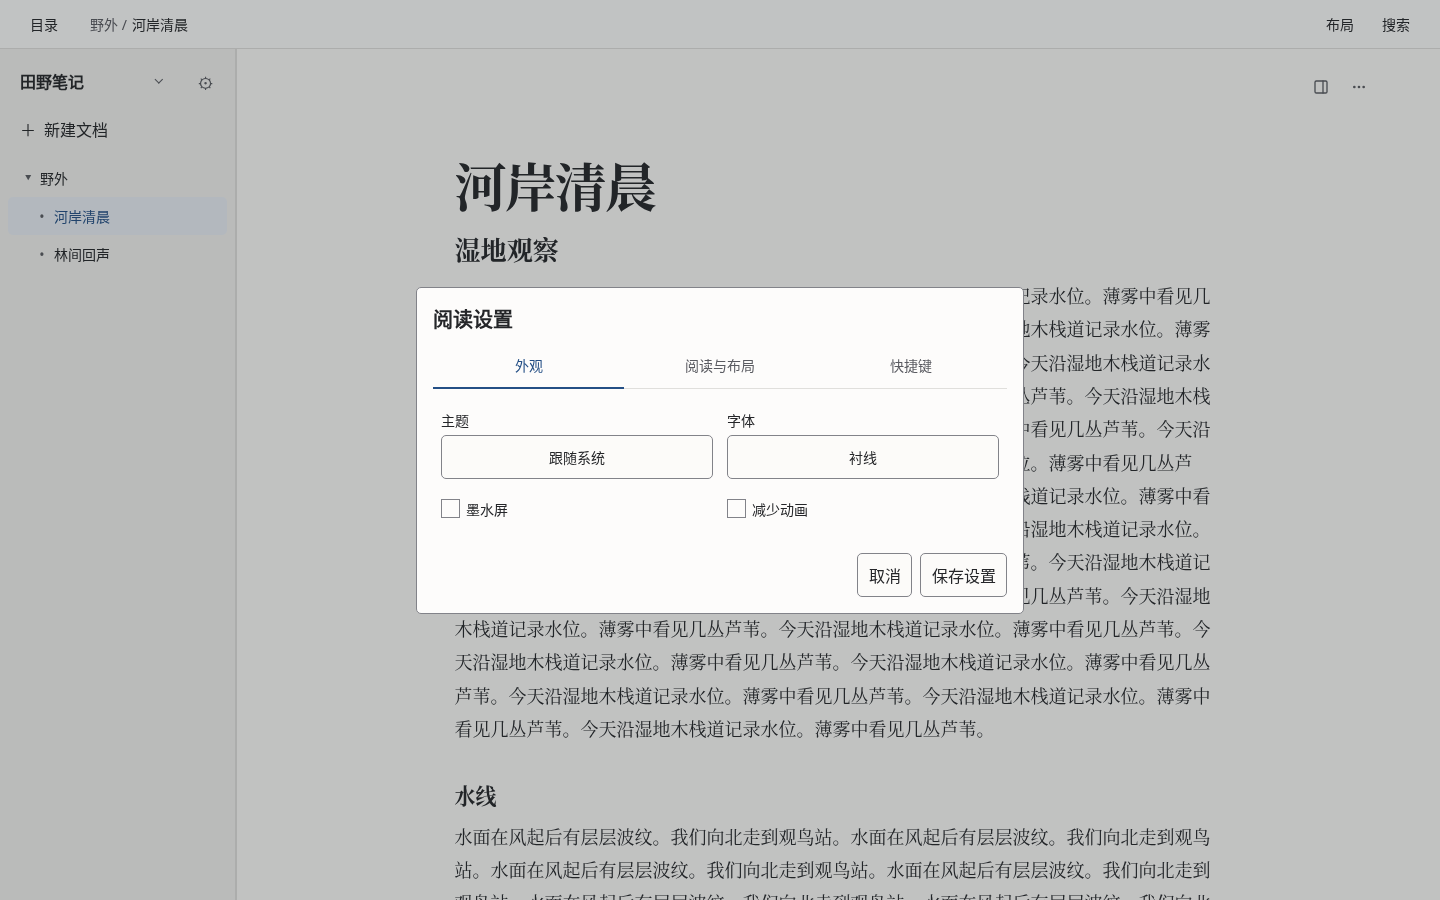 目录
野外 / 河岸清晨
布局
搜索
田野笔记
新建文档
野外
河岸清晨
林间回声
河岸清晨
湿地观察
录水位。薄雾中看见几
木栈道记录水位。薄雾
天沿湿地木栈道记录水
芦苇。今天沿湿地木栈
看见几丛芦苇。今天沿
。薄雾中看见几丛芦
道记录水位。薄雾中看
湿地木栈道记录水位。
。今天沿湿地木栈道记
几丛芦苇。今天沿湿地
阅读设置
外观
阅读与布局
快捷键
主题
字体
跟随系统
衬线
墨水屏
减少动画
取消
保存设置
木栈道记录水位。薄雾中看见几丛芦苇。今天沿湿地木栈道记录水位。薄雾中看见几丛芦苇。今
天沿湿地木栈道记录水位。薄雾中看见几丛芦苇。今天沿湿地木栈道记录水位。薄雾中看见几丛
芦苇。今天沿湿地木栈道记录水位。薄雾中看见几丛芦苇。今天沿湿地木栈道记录水位。薄雾中
看见几丛芦苇。今天沿湿地木栈道记录水位。薄雾中看见几丛芦苇。
水线
水面在风起后有层层波纹。我们向北走到观鸟站。水面在风起后有层层波纹。我们向北走到观鸟
站。水面在风起后有层层波纹。我们向北走到观鸟站。水面在风起后有层层波纹。我们向北走到